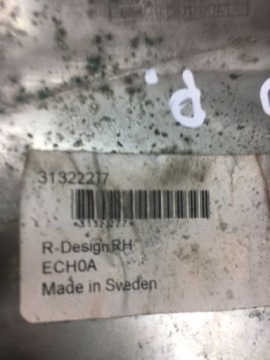 P.
31322217
*31322217*
R-Design RH
ECH0A
Made in Sweden